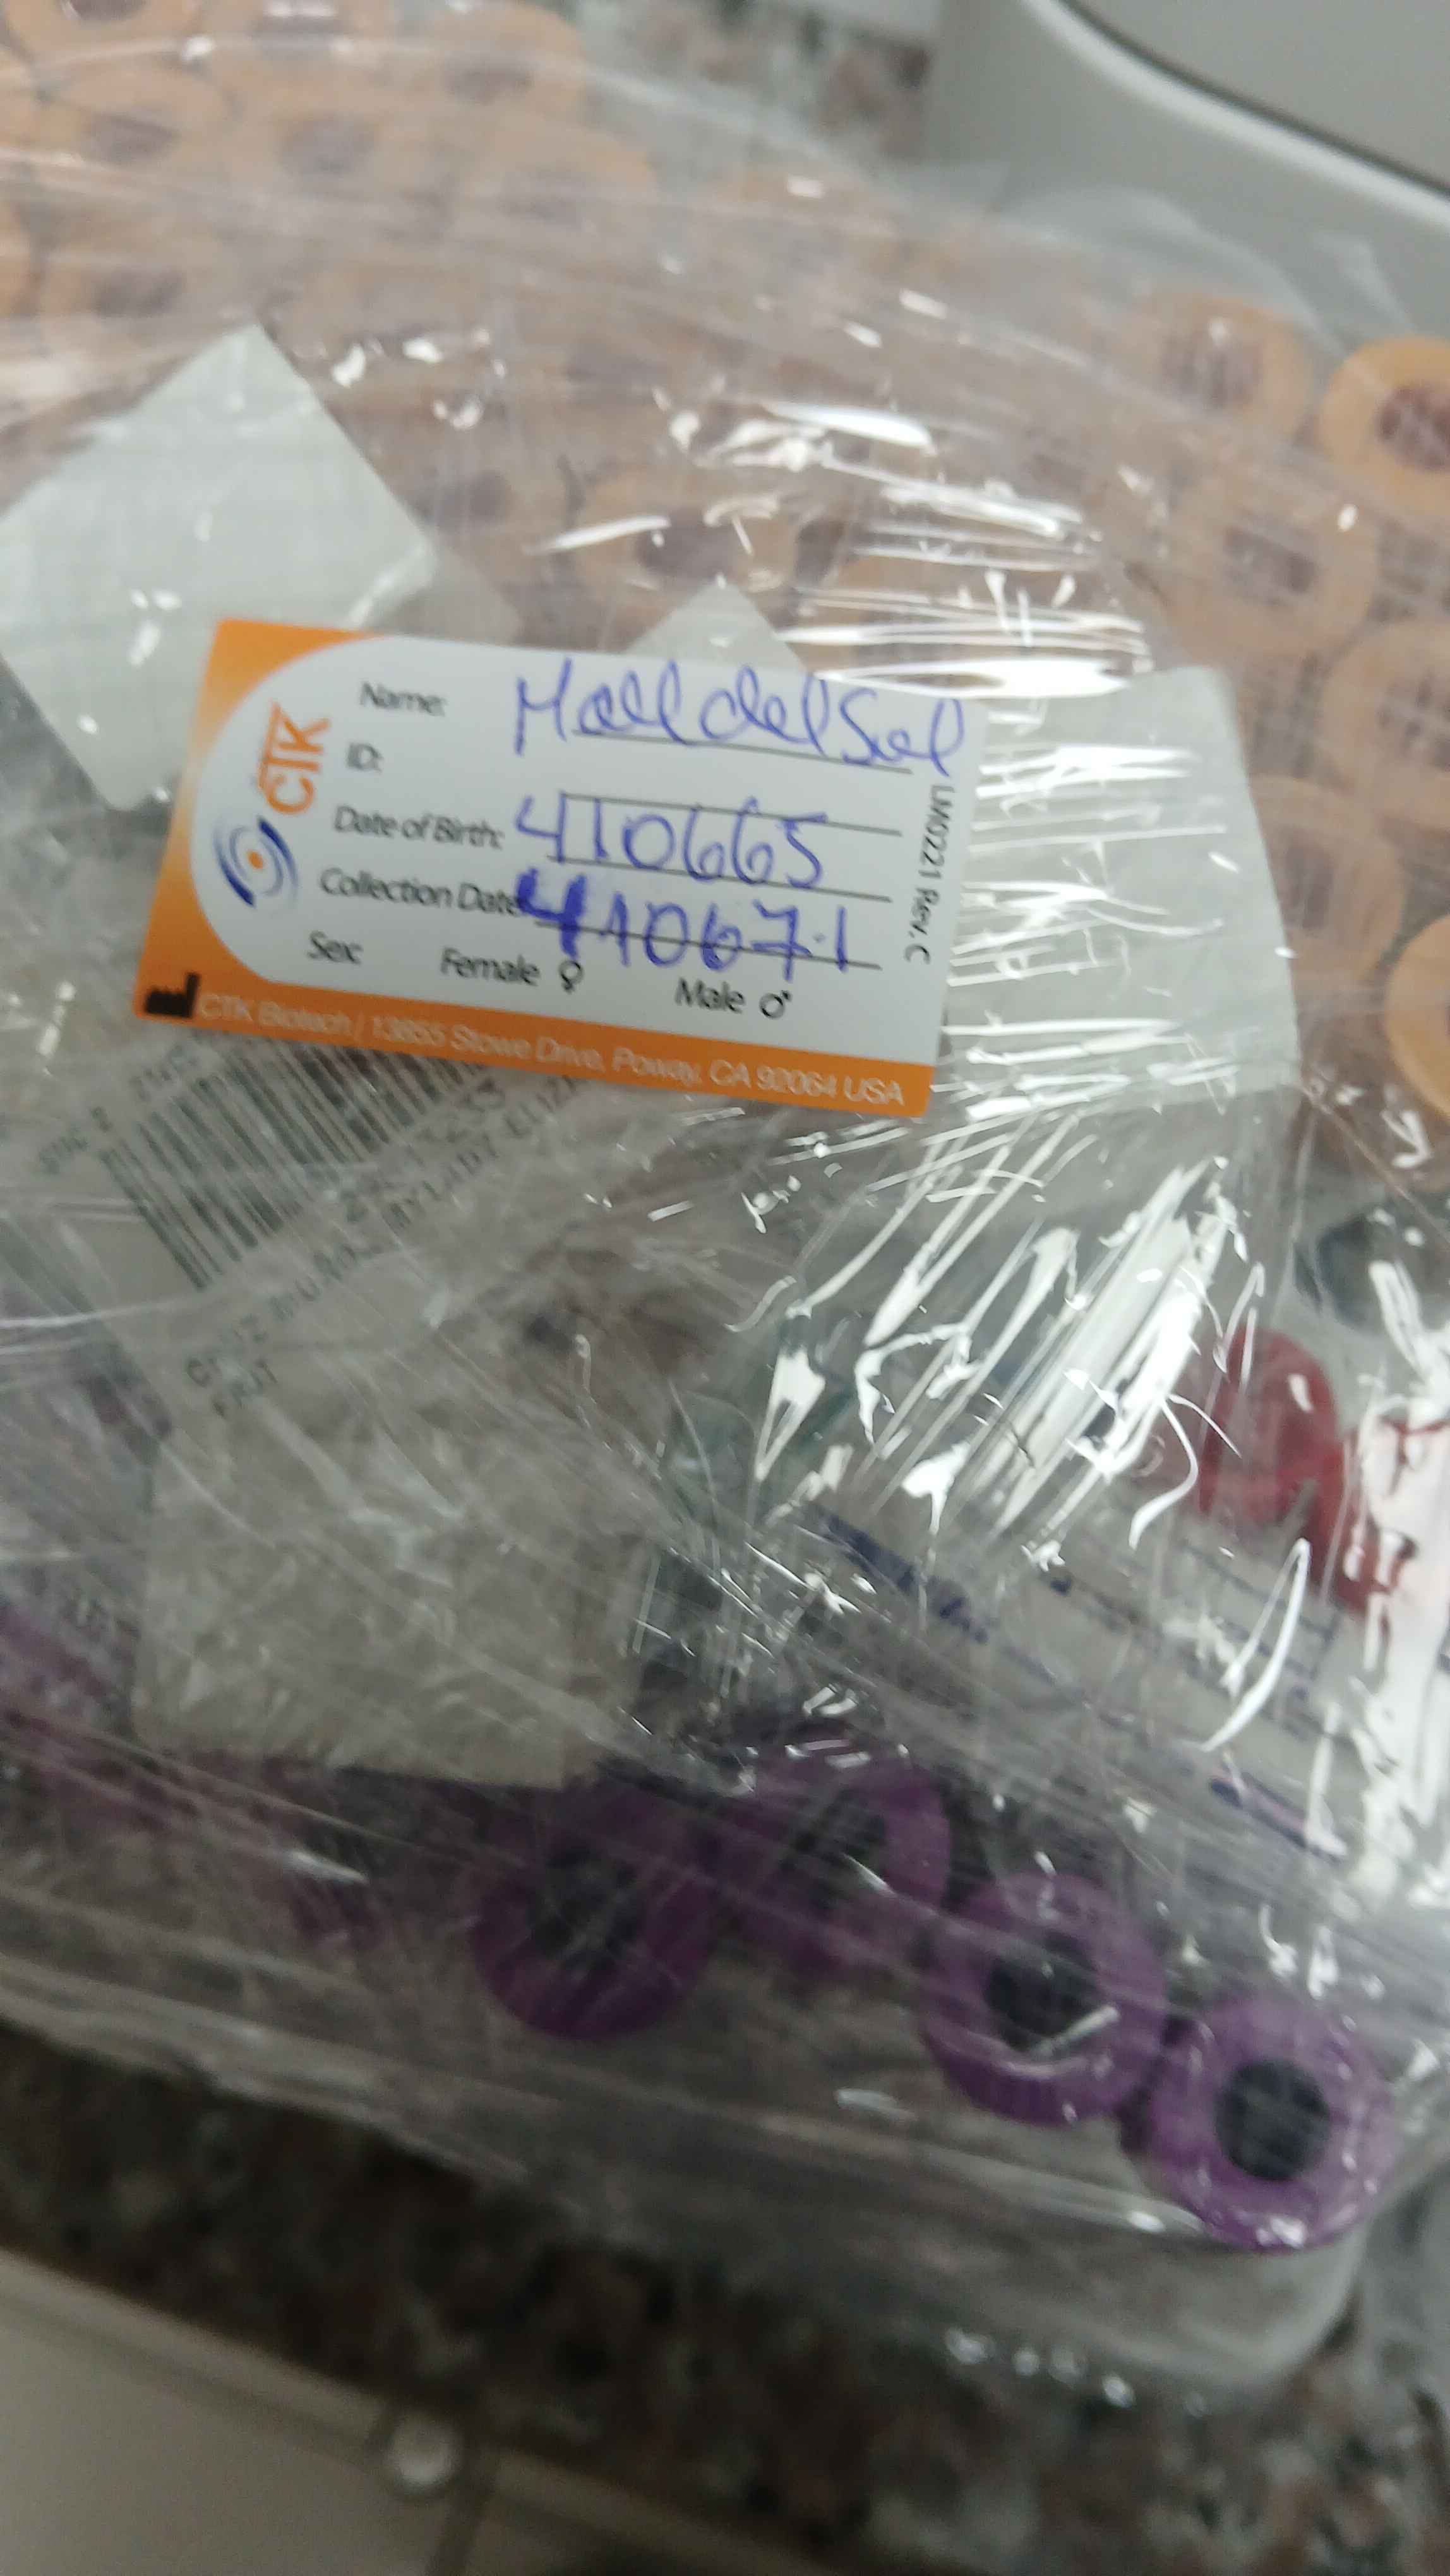 CTK
Name: Mall del Sol
ID:
Date of Birth: 410665
Collection Date 410671
Sex: Female ♀ Male ♂
LM0221 Rev. C
CTK Biotech | 13855 Stowe Drive, Poway, CA 92064 USA